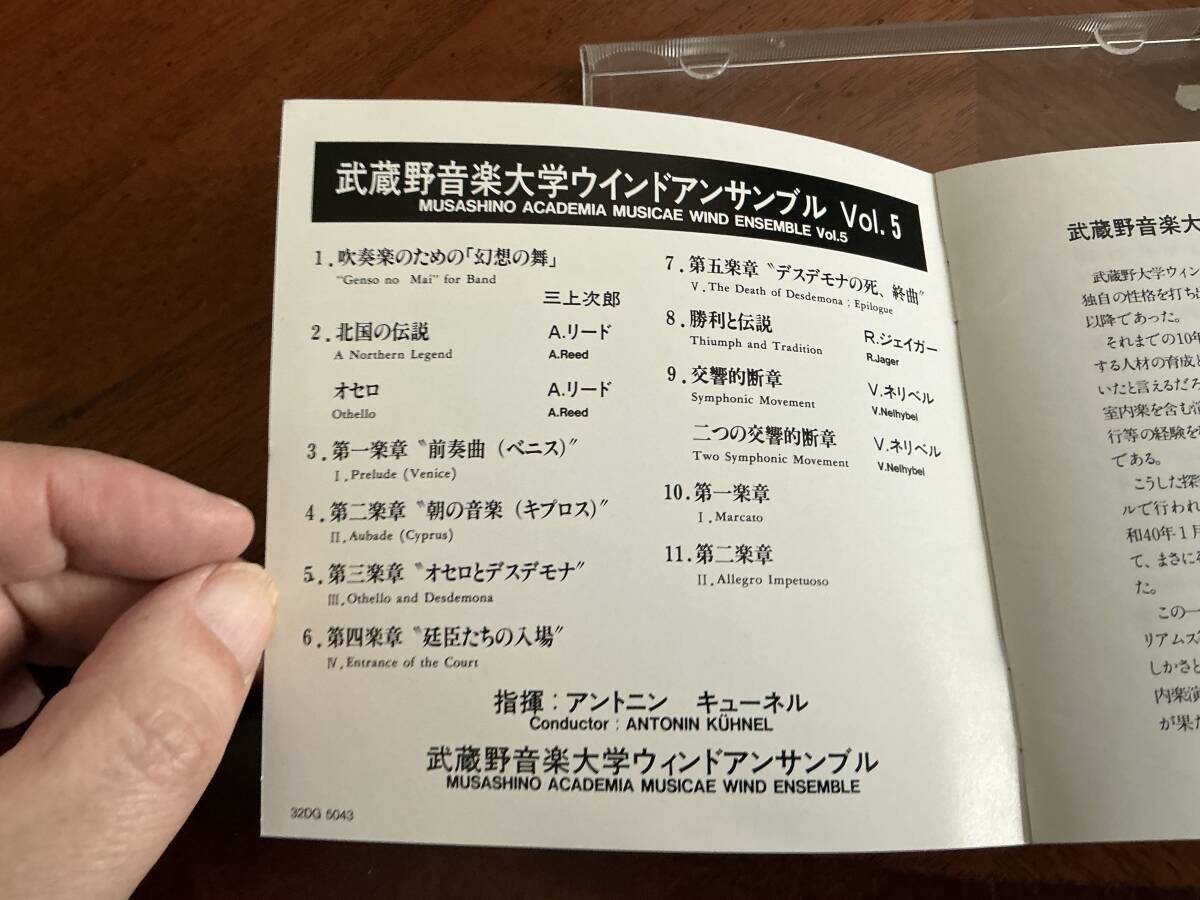 武蔵野音楽大学ウインドアンサンブル Vol. 5
MUSASHINO ACADEMIA MUSICAE WIND ENSEMBLE Vol.5
1.吹奏楽のための「幻想の舞」
"Genso no Mai" for Band
三上次郎
2.北国の伝説 A.リード
A Northern Legend A.Reed
オセロ A.リード
Othello A.Reed
3.第一楽章〝前奏曲（ベニス）〟
I.Prelude (Venice)
4.第二楽章〝朝の音楽（キプロス）〟
II.Aubade (Cyprus)
5.第三楽章〝オセロとデスデモナ〟
III.Othello and Desdemona
6.第四楽章〝廷臣たちの入場〟
IV.Entrance of the Court
7.第五楽章〝デスデモナの死、終曲〟
V.The Death of Desdemona ; Epilogue
8.勝利と伝説 R.ジェイガー
Thiumph and Tradition R.Jager
9.交響的断章 V.ネリベル
Symphonic Movement V.Nelhybel
二つの交響的断章 V.ネリベル
Two Symphonic Movement V.Nelhybel
10.第一楽章
I.Marcato
11.第二楽章
II.Allegro Impetuoso
指揮：アントニン キューネル
Conductor : ANTONIN KÜHNEL
武蔵野音楽大学ウィンドアンサンブル
MUSASHINO ACADEMIA MUSICAE WIND ENSEMBLE
32DG 5043
武蔵野音楽大
武蔵野大学ウィン
独自の性格を打ち
以降であった。
それまでの10年
する人材の育成と
いたと言えるだろ
室内楽を含む演
行等の経験を
である。
こうした探
ルで行われ
和40年1月
て、まさに
た。
この一
リアムス
しかさと
内楽演
が果た